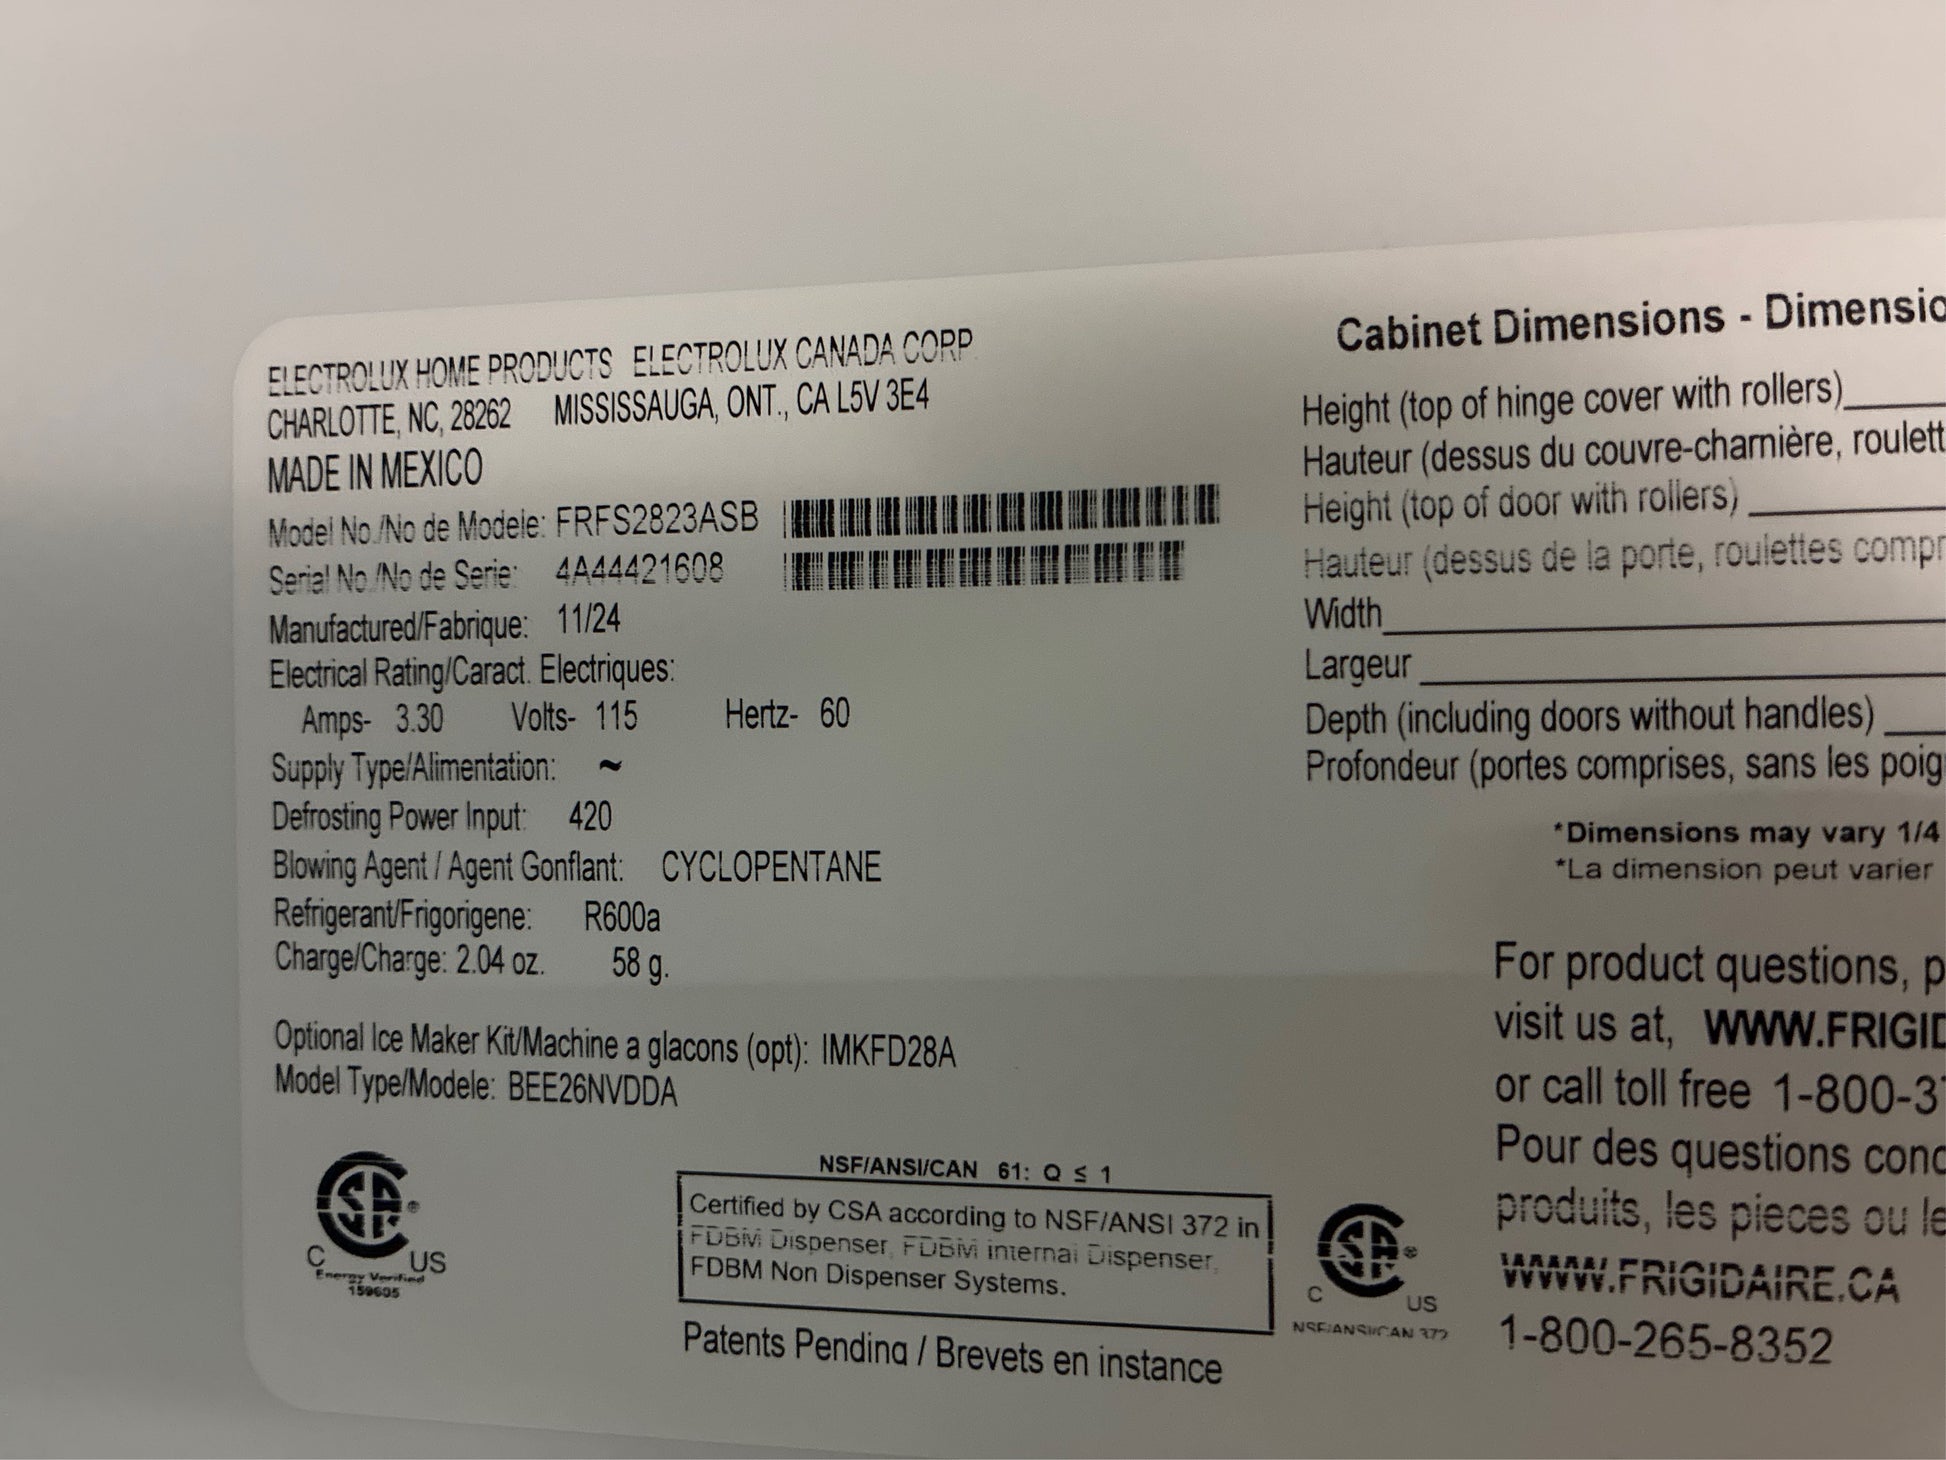 ELECTROLUX HOME PRODUCTS ELECTROLUX CANADA CORP.
CHARLOTTE, NC, 28262 MISSISSAUGA, ONT., CA L5V 3E4
MADE IN MEXICO
Model No./No de Modele: FRFS2823ASB
Serial No./No de Serie: 4A44421608
Manufactured/Fabrique: 11/24
Electrical Rating/Caract. Electriques:
Amps- 3.30 Volts- 115 Hertz- 60
Supply Type/Alimentation: ~
Defrosting Power Input: 420
Blowing Agent / Agent Gonflant: CYCLOPENTANE
Refrigerant/Frigorigene: R600a
Charge/Charge: 2.04 oz. 58 g.
Optional Ice Maker Kit/Machine a glacons (opt): IMKFD28A
Model Type/Modele: BEE26NVDDA
CSA®
C US
Energy Verified
159605
NSF/ANSI/CAN 61: Q ≤ 1
Certified by CSA according to NSF/ANSI 372 in
FDBM Dispenser, FDBM Internal Dispenser,
FDBM Non Dispenser Systems.
Patents Pending / Brevets en instance
CSA®
C US
NSF/ANSI/CAN 372
Cabinet Dimensions - Dimensio
Height (top of hinge cover with rollers)
Hauteur (dessus du couvre-charnière, roulett
Height (top of door with rollers)
Hauteur (dessus de la porte, roulettes compr
Width
Largeur
Depth (including doors without handles)
Profondeur (portes comprises, sans les poig
*Dimensions may vary 1/4
*La dimension peut varier
For product questions, p
visit us at, WWW.FRIGID
or call toll free 1-800-37
Pour des questions conc
produits, les pieces ou le
WWW.FRIGIDAIRE.CA
1-800-265-8352